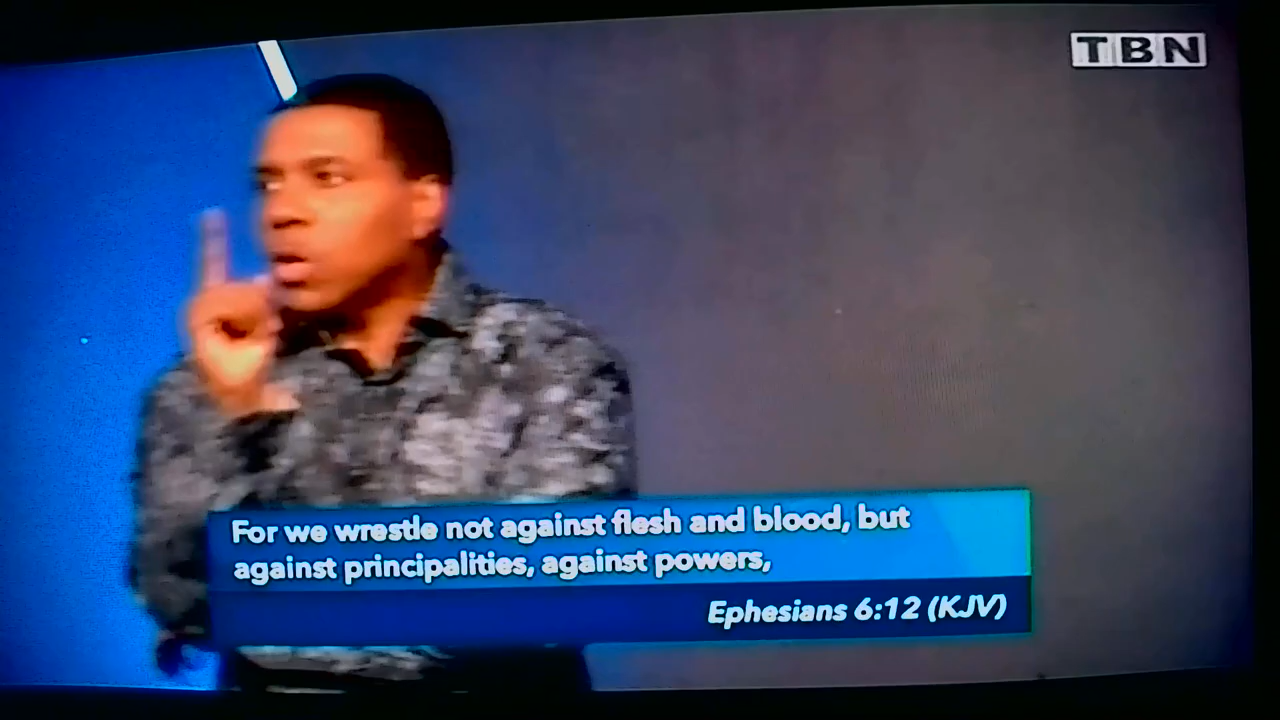 TBN
For we wrestle not against flesh and blood, but
against principalities, against powers,
Ephesians 6:12 (KJV)